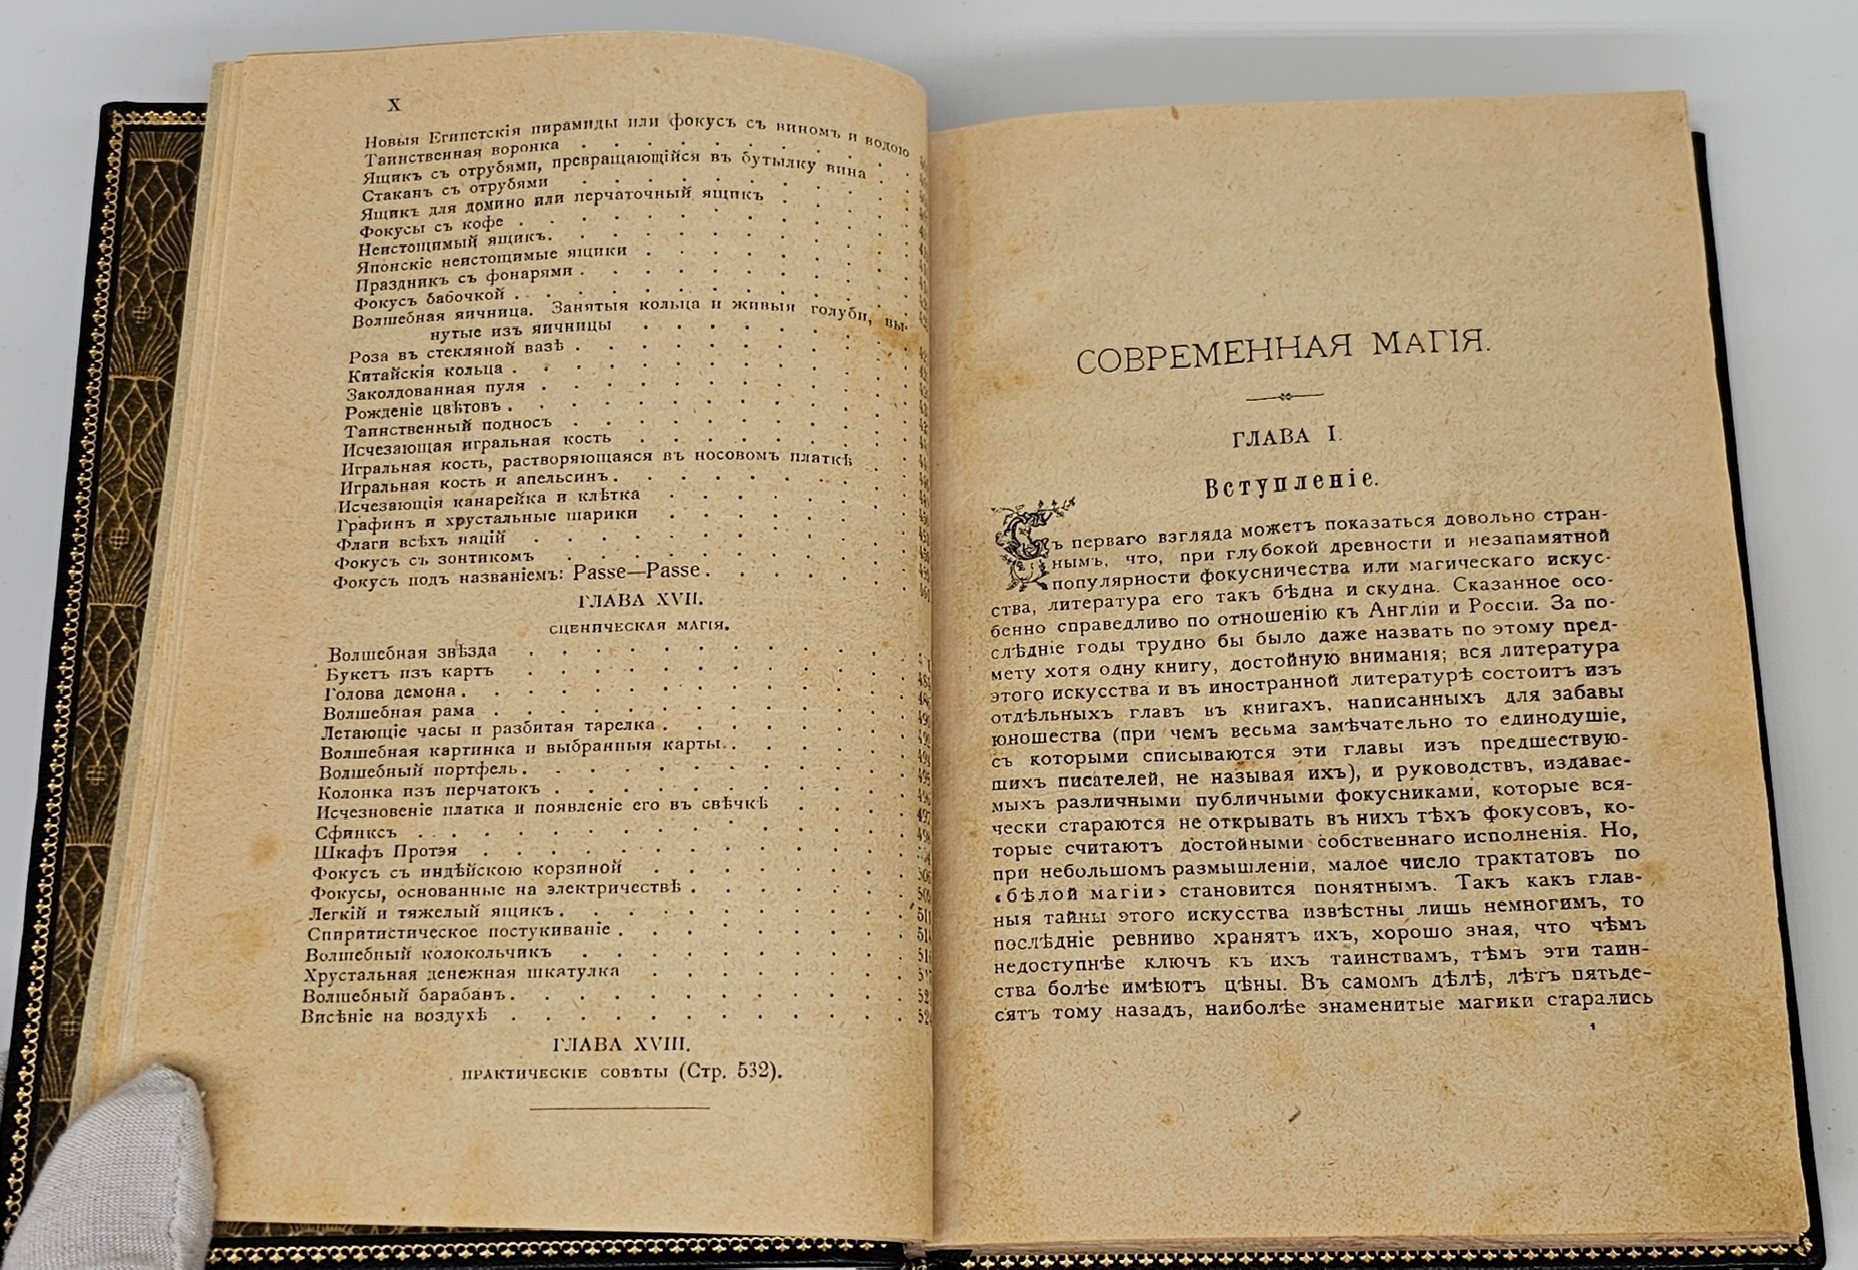 X
Новыя Египетскія пирамиды или фокусъ съ виномъ и водою
Таинственная воронка
Ящикъ съ отрубями, превращающійся въ бутылку вина
Стаканъ съ отрубями
Ящикъ для домино или перчаточный ящикъ
Фокусы съ кофе
Неистощимый ящикъ.
Японскіе неистощимые ящики
Праздникъ съ фонарями
Фокусъ бабочкой
Волшебная яичница. Занятыя кольца и живыя голуби, вы-
нутые изъ яичницы
Роза въ стекляной вазѣ
Китайскія кольца
Заколдованная пуля
Рожденіе цвѣтовъ
Таинственный подносъ
Исчезающая игральная кость
Игральная кость, растворяющаяся въ носовомъ платкѣ
Игральная кость и апельсинъ
Исчезающія канарейка и клѣтка
Графинъ и хрустальные шарики
Флаги всѣхъ націй
Фокусъ съ зонтикомъ
Фокусъ подъ названіемъ: Passe—Passe
ГЛАВА XVII.
СЦЕНИЧЕСКАЯ МАГІЯ.
Волшебная звѣзда
Букетъ изъ картъ
Голова демона
Волшебная рама
Летающіе часы и разбитая тарелка
Волшебная картинка и выбранныя карты
Волшебный портфель
Колонка изъ перчатокъ
Исчезновеніе платка и появленіе его въ свѣчкѣ
Сфинксъ
Шкафъ Протэя
Фокусъ съ индѣйскою корзиной
Фокусы, основанные на электричествѣ
Легкій и тяжелый ящикъ
Спиритистическое постукиваніе
Волшебный колокольчикъ
Хрустальная денежная шкатулка
Волшебный барабанъ
Висѣніе на воздухѣ
ГЛАВА XVIII.
ПРАКТИЧЕСКІЕ СОВѢТЫ (Стр. 532).
СОВРЕМЕННАЯ МАГІЯ.
ГЛАВА I.
Вступленіе.
Съ перваго взгляда можетъ показаться довольно стран-
нымъ, что, при глубокой древности и незапамятной
популярности фокусничества или магическаго искус-
ства, литература его такъ бѣдна и скудна. Сказанное осо-
бенно справедливо по отношенію къ Англіи и Россіи. За по-
слѣдніе годы трудно бы было даже назвать по этому пред-
мету хотя одну книгу, достойную вниманія; вся литература
этого искусства и въ иностранной литературѣ состоитъ изъ
отдѣльныхъ главъ въ книгахъ, написанныхъ для забавы
юношества (при чемъ весьма замѣчательно то единодушіе,
съ которыми списываются эти главы изъ предшествую-
шихъ писателей, не называя ихъ), и руководствъ, издавае-
мыхъ различными публичными фокусниками, которые вся-
чески стараются не открывать въ нихъ тѣхъ фокусовъ, ко-
торые считаютъ достойными собственнаго исполненія. Но,
при небольшомъ размышленіи, малое число трактатовъ по
«бѣлой магіи» становится понятнымъ. Такъ какъ глав-
ныя тайны этого искусства извѣстны лишь немногимъ, то
послѣдніе ревниво хранятъ ихъ, хорошо зная, что чѣмъ
недоступнѣе ключъ къ ихъ таинствамъ, тѣмъ эти таин-
ства болѣе имѣютъ цѣны. Въ самомъ дѣлѣ, лѣтъ пятьде-
сятъ тому назадъ, наиболѣе знаменитые магики старались